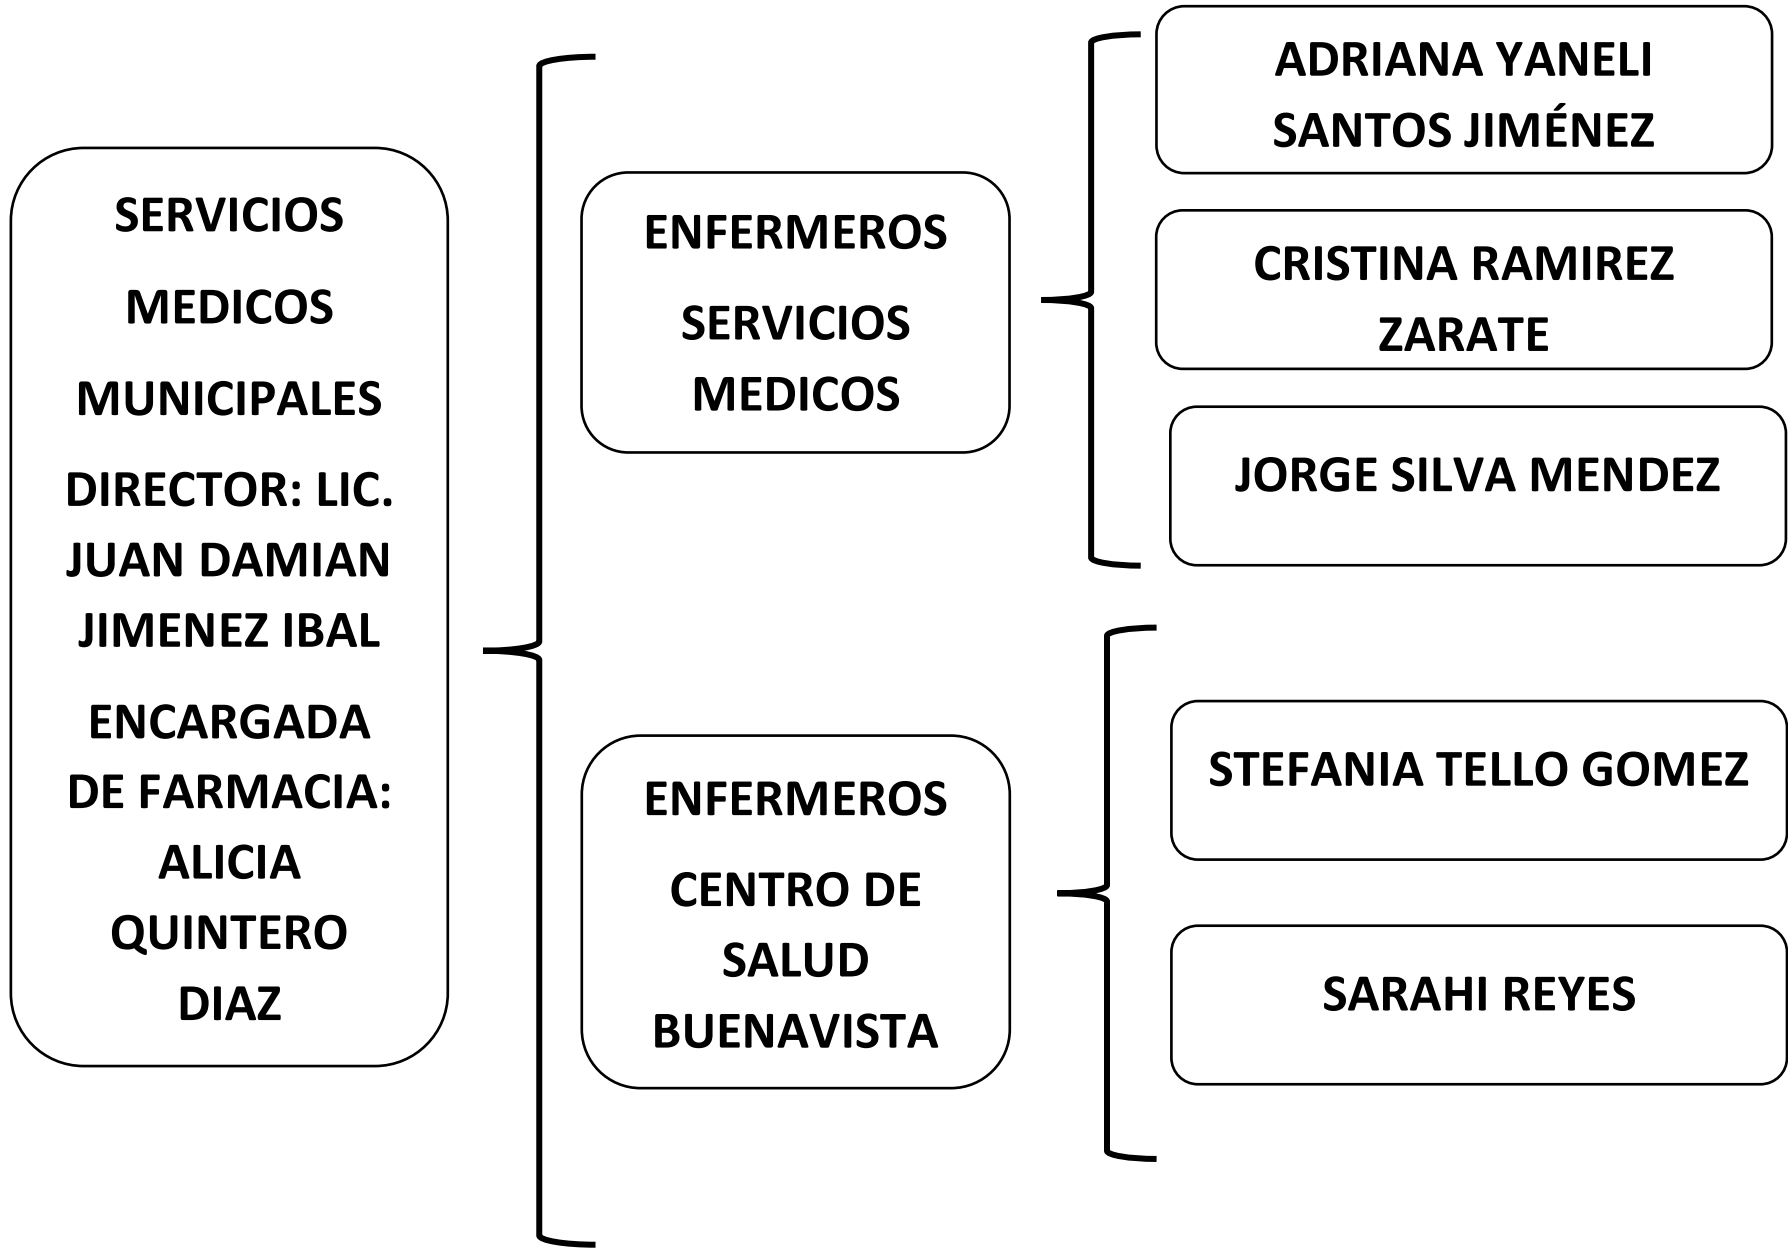 SERVICIOS
MEDICOS
MUNICIPALES
DIRECTOR: LIC.
JUAN DAMIAN
JIMENEZ IBAL
ENCARGADA
DE FARMACIA:
ALICIA
QUINTERO
DIAZ
ENFERMEROS
SERVICIOS
MEDICOS
ADRIANA YANELI
SANTOS JIMÉNEZ
CRISTINA RAMIREZ
ZARATE
JORGE SILVA MENDEZ
ENFERMEROS
CENTRO DE
SALUD
BUENAVISTA
STEFANIA TELLO GOMEZ
SARAHI REYES